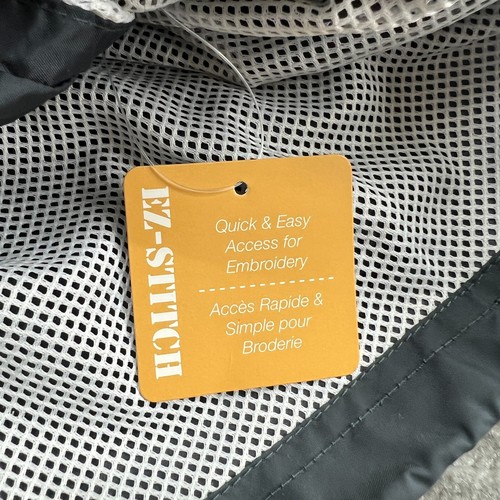 EZ-STITCH
Quick & Easy
Access for
Embroidery
Accès Rapide &
Simple pour
Broderie